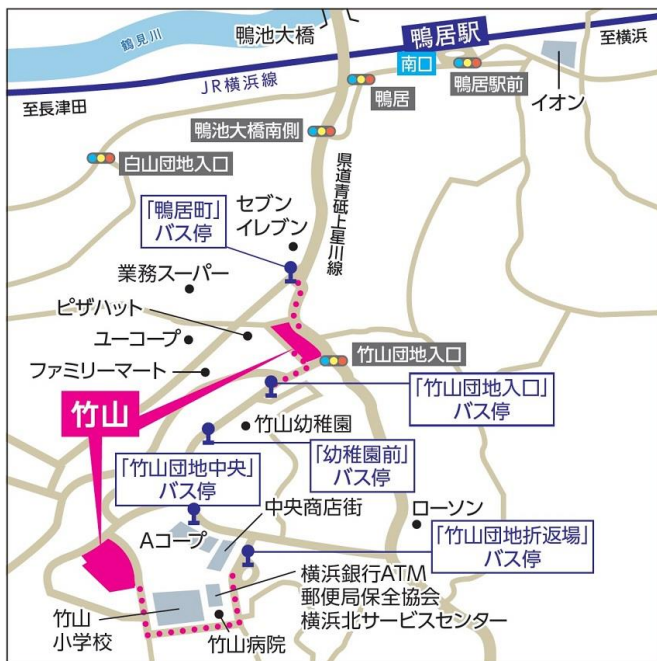 鶴見川
鴨池大橋
鴨居駅
至横浜
南口
JR横浜線
鴨居
鴨居駅前
イオン
至長津田
鴨池大橋南側
白山団地入口
県道青砥上星川線
「鴨居町」
バス停
セブン
イレブン
業務スーパー
ピザハット
ユーコープ
ファミリーマート
竹山団地入口
竹山
「竹山団地入口」
バス停
竹山幼稚園
「幼稚園前」
バス停
「竹山団地中央」
バス停
中央商店街
ローソン
Aコープ
「竹山団地折返場」
バス停
横浜銀行ATM
郵便局保全協会
横浜北サービスセンター
竹山
小学校
竹山病院